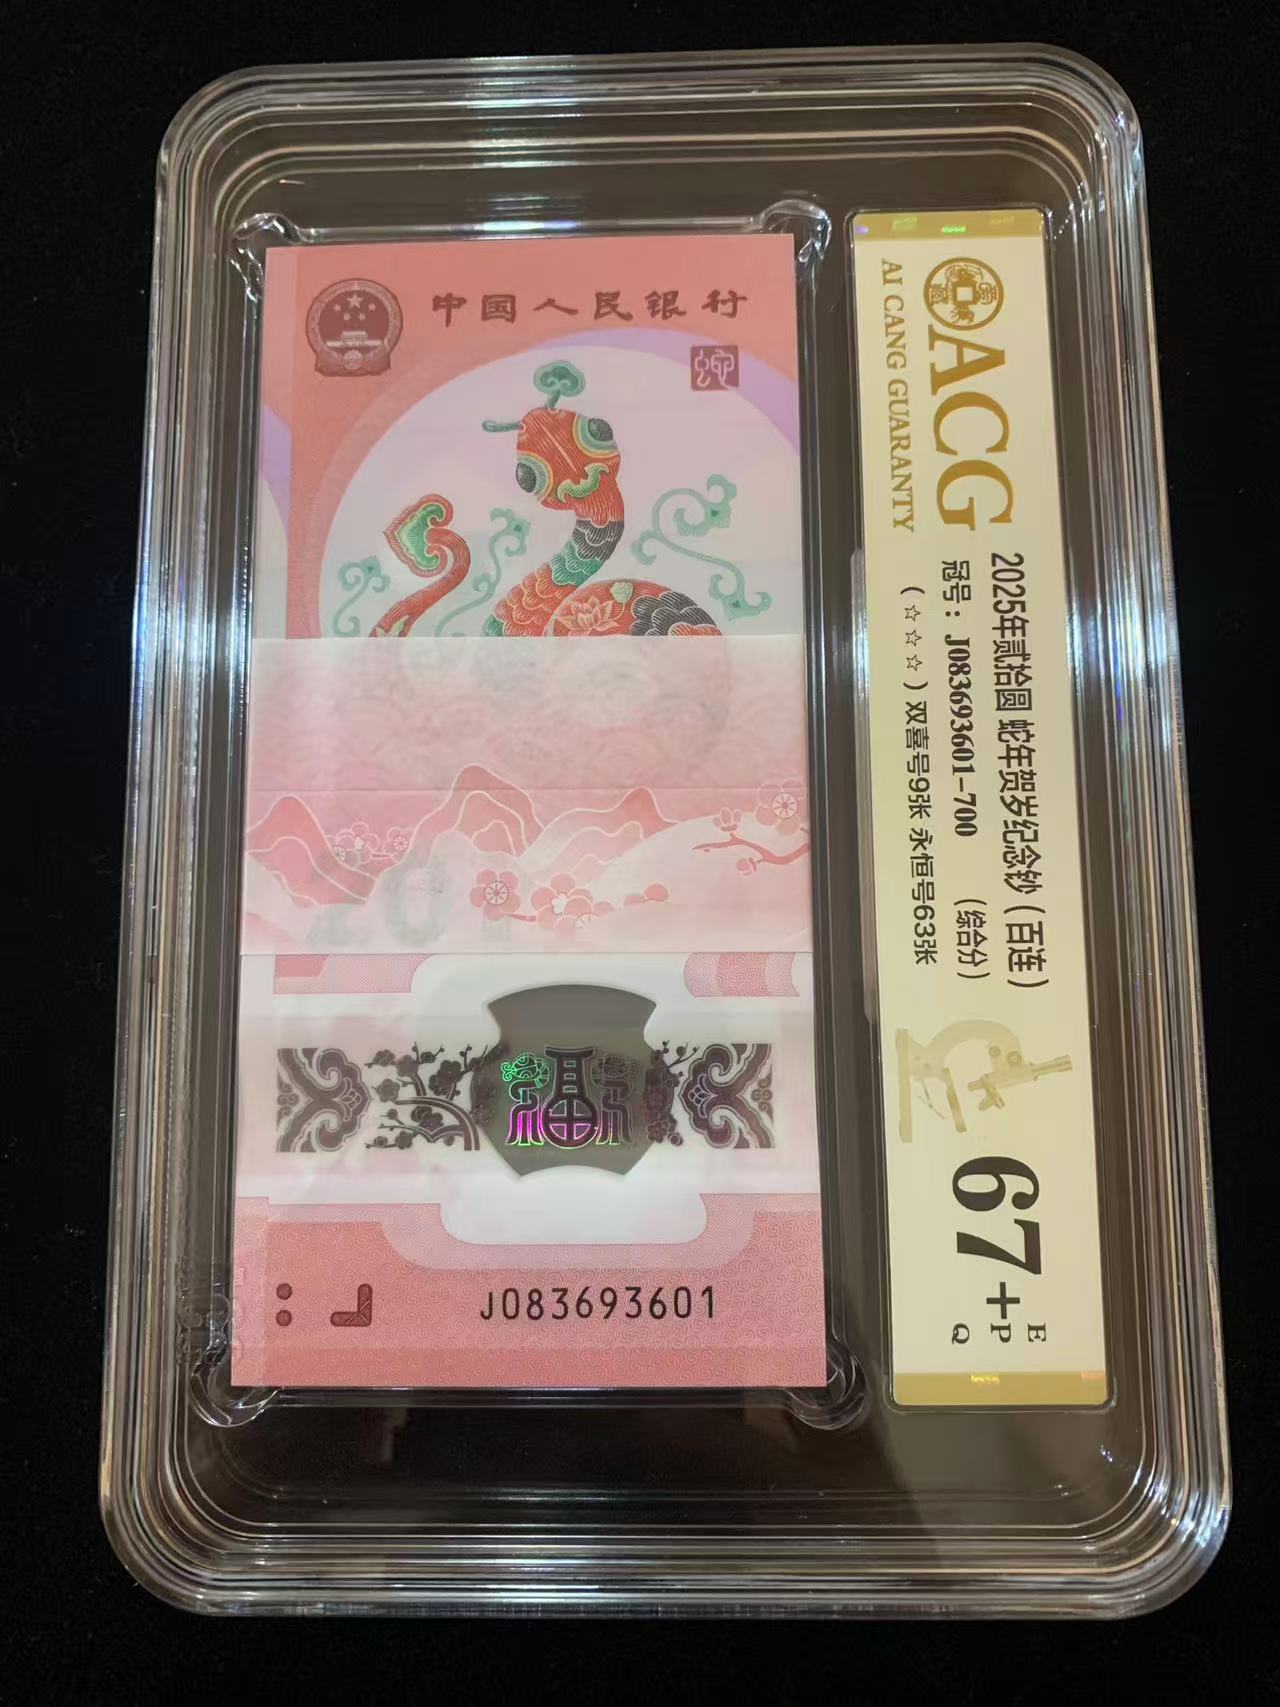 中国人民银行
蛇
福
J083693601
ACG
AI CANG GUARANTY
2025年贰拾圆 蛇年贺岁纪念钞（百连）
冠号：J083693601-700 （综合分）
（☆☆☆）双喜号9张 永恒号63张
67+
E
P
Q